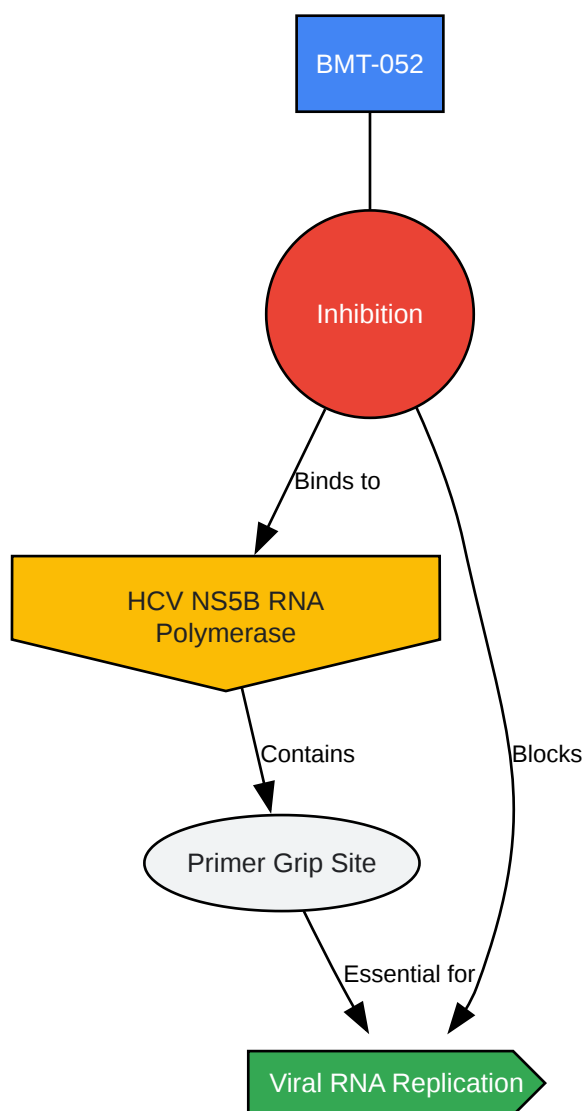 BMT-052
Inhibition
Binds to
HCV NS5B RNA
Polymerase
Contains
Blocks
Primer Grip Site
Essential for
Viral RNA Replication